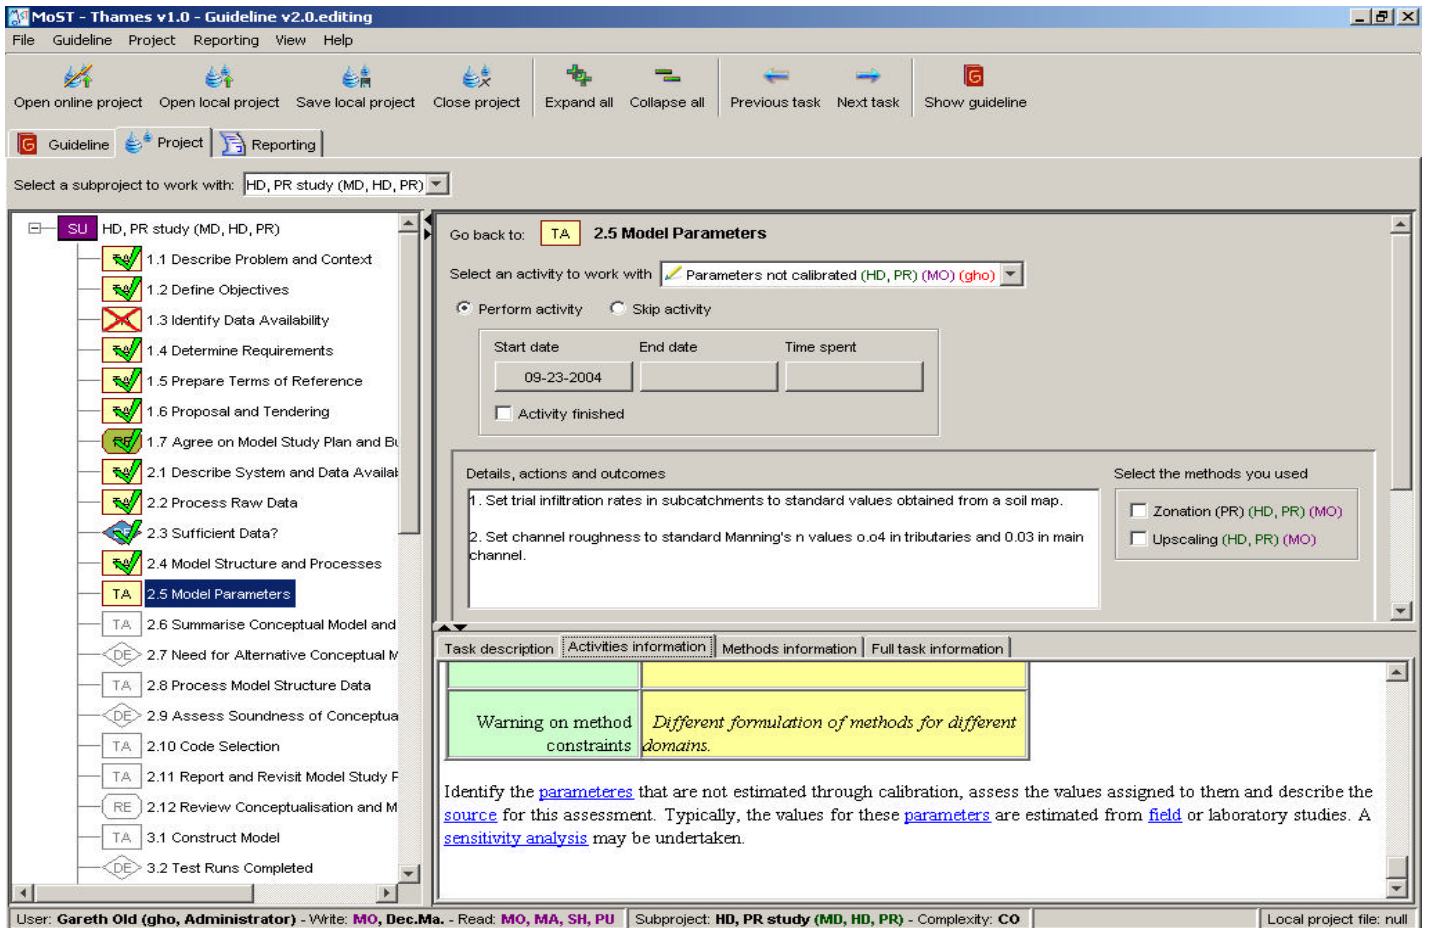 MoST - Thames v1.0 - Guideline v2.0.editing
File Guideline Project Reporting View Help
Open online project Open local project Save local project Close project Expand all Collapse all Previous task Next task Show guideline
Guideline Project Reporting
Select a subproject to work with: HD, PR study (MD, HD, PR)
SU HD, PR study (MD, HD, PR)
1.1 Describe Problem and Context
1.2 Define Objectives
1.3 Identify Data Availability
1.4 Determine Requirements
1.5 Prepare Terms of Reference
1.6 Proposal and Tendering
1.7 Agree on Model Study Plan and Bu
2.1 Describe System and Data Availab
2.2 Process Raw Data
2.3 Sufficient Data?
2.4 Model Structure and Processes
TA 2.5 Model Parameters
TA 2.6 Summarise Conceptual Model and
DE 2.7 Need for Alternative Conceptual M
TA 2.8 Process Model Structure Data
DE 2.9 Assess Soundness of Conceptua
TA 2.10 Code Selection
TA 2.11 Report and Revisit Model Study P
RE 2.12 Review Conceptualisation and M
TA 3.1 Construct Model
DE 3.2 Test Runs Completed
Go back to: TA 2.5 Model Parameters
Select an activity to work with Parameters not calibrated (HD, PR) (MO) (gho)
Perform activity Skip activity
Start date End date Time spent
09-23-2004
Activity finished
Details, actions and outcomes
1. Set trial infiltration rates in subcatchments to standard values obtained from a soil map.
2. Set channel roughness to standard Manning's n values o.o4 in tributaries and 0.03 in main
channel.
Select the methods you used
Zonation (PR) (HD, PR) (MO)
Upscaling (HD, PR) (MO)
Task description Activities information Methods information Full task information
Warning on method
constraints
Different formulation of methods for different
domains.
Identify the parameteres that are not estimated through calibration, assess the values assigned to them and describe the
source for this assessment. Typically, the values for these parameters are estimated from field or laboratory studies. A
sensitivity analysis may be undertaken.
User: Gareth Old (gho, Administrator) - Write: MO, Dec.Ma. - Read: MO, MA, SH, PU Subproject: HD, PR study (MD, HD, PR) - Complexity: CO Local project file: null